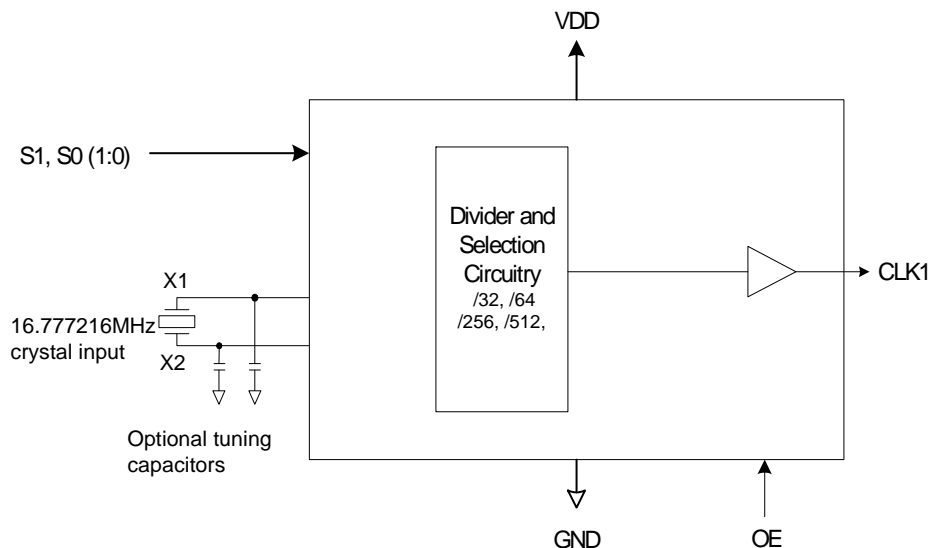 VDD
S1, S0 (1:0)
Divider and
Selection
Circuitry
/32, /64
/256, /512,
CLK1
X1
16.777216MHz
crystal input
X2
Optional tuning
capacitors
GND
OE